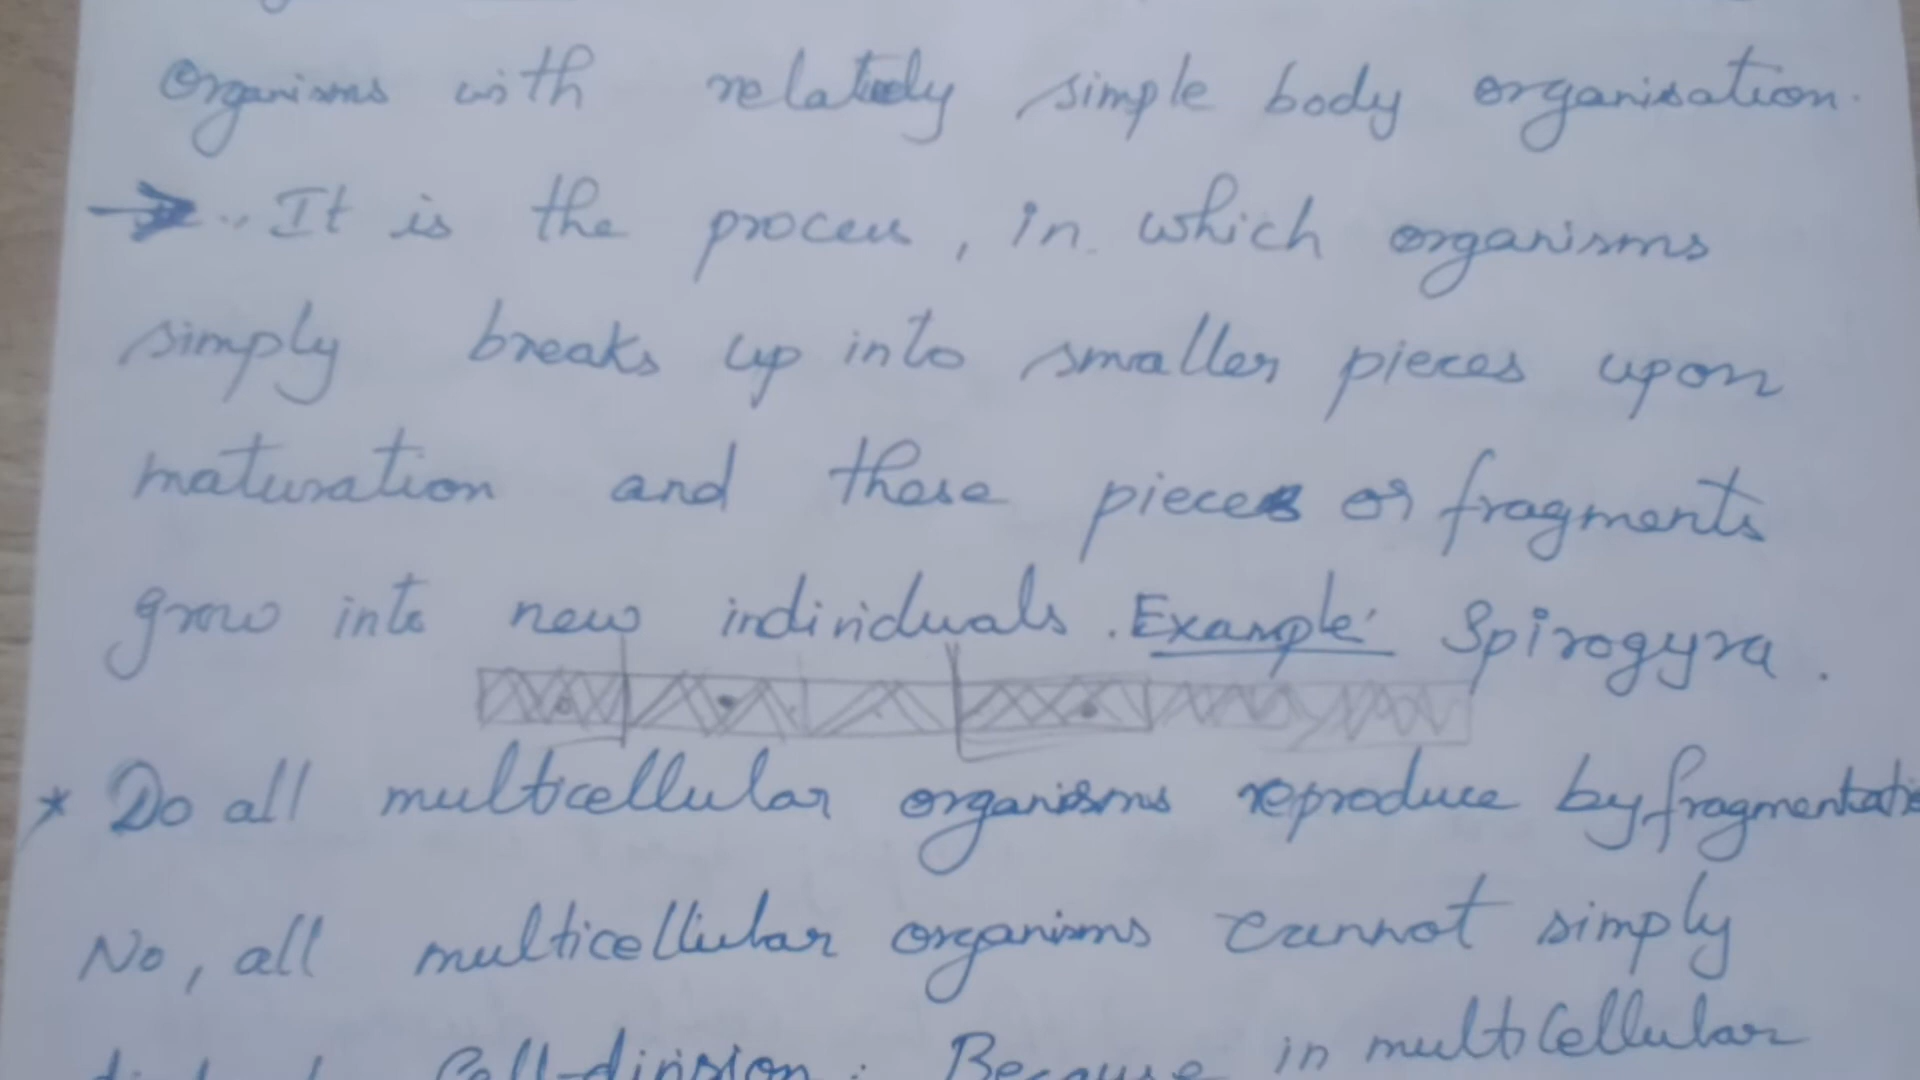 organisms with relatively simple body organisation.
→ It is the process, in which organisms
simply breaks up into smaller pieces upon
maturation and these pieces or fragments
grow into new individuals. Example: Spirogyra.
* Do all multicellular organisms reproduce by fragmentatio
No, all multicellular organisms cannot simply
Cell-division. Because in multicellular